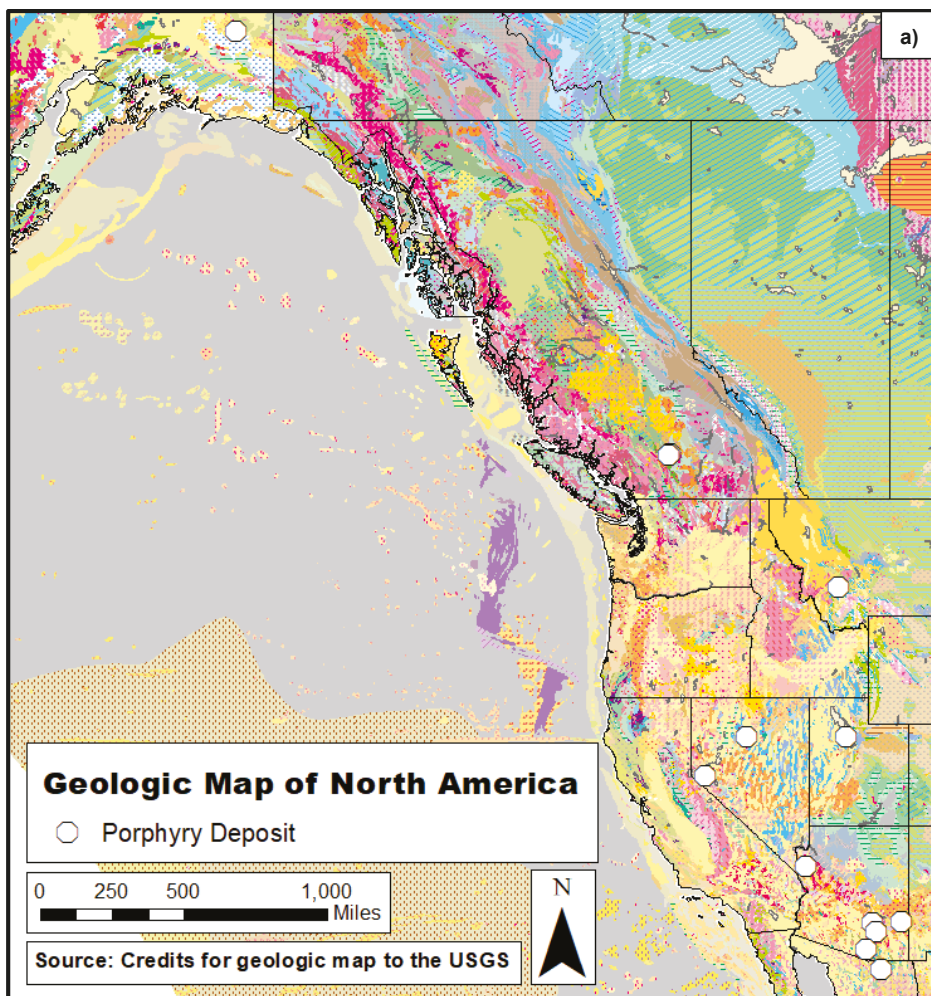 a)
Geologic Map of North America
Porphyry Deposit
0 250 500 1,000
Miles
N
Source: Credits for geologic map to the USGS